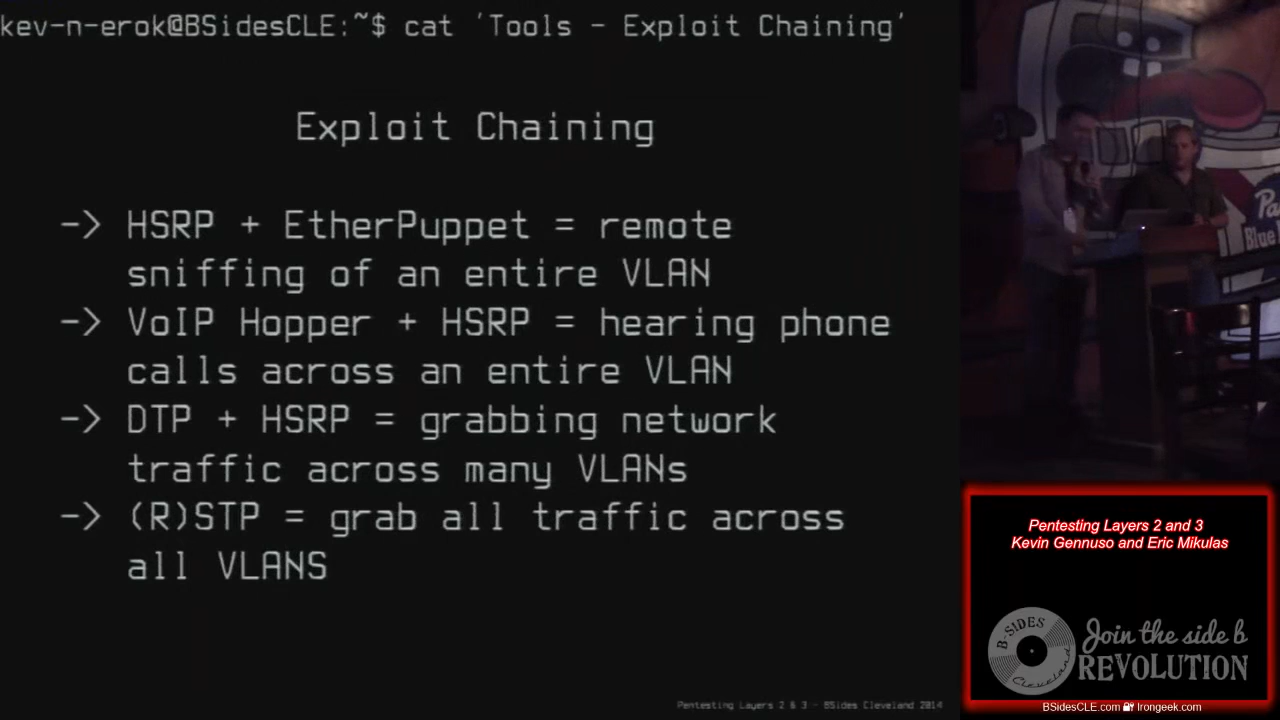 kev-n-erok@BSidesCLE:~$ cat 'Tools - Exploit Chaining'
Exploit Chaining
-> HSRP + EtherPuppet = remote
sniffing of an entire VLAN
-> VoIP Hopper + HSRP = hearing phone
calls across an entire VLAN
-> DTP + HSRP = grabbing network
traffic across many VLANs
-> (R)STP = grab all traffic across
all VLANS
Pentesting Layers 2 & 3 - BSides Cleveland 2014
Blue
Pentesting Layers 2 and 3
Kevin Gennuso and Eric Mikulas
B-SIDES
Cleveland
Join the side b
REVOLUTION
BSidesCLE.com Irongeek.com